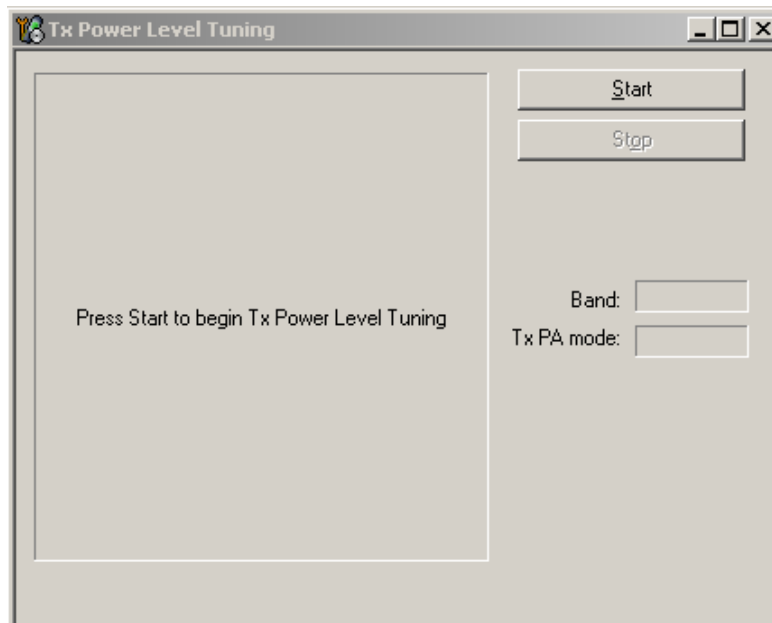 Tx Power Level Tuning
Start
Stop
Press Start to begin Tx Power Level Tuning
Band:
Tx PA mode: